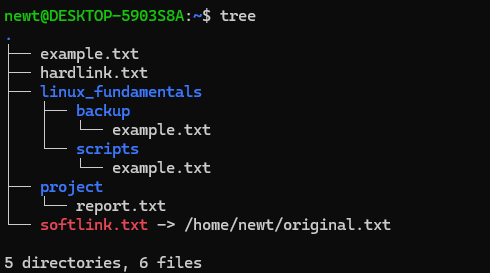 newt@DESKTOP-5903S8A:~$ tree
.
├── example.txt
├── hardlink.txt
├── linux_fundamentals
│   ├── backup
│   │   └── example.txt
│   └── scripts
│       └── example.txt
├── project
│   └── report.txt
└── softlink.txt -> /home/newt/original.txt

5 directories, 6 files